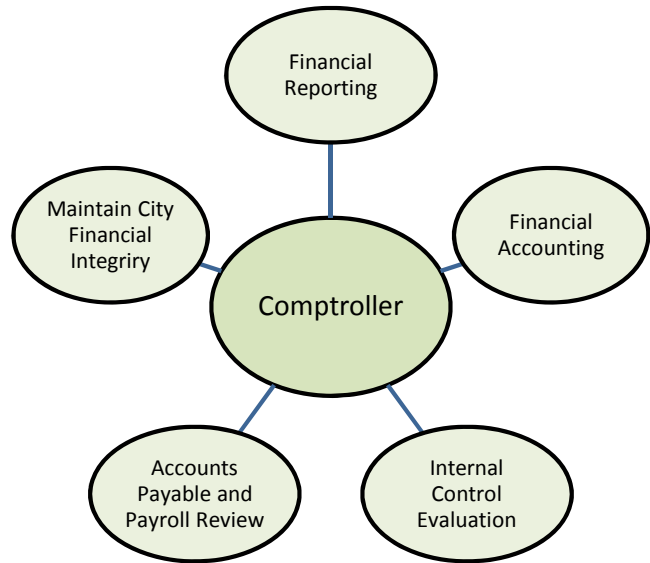 Financial
Reporting
Maintain City
Financial
Integriry
Financial
Accounting
Comptroller
Accounts
Payable and
Payroll Review
Internal
Control
Evaluation